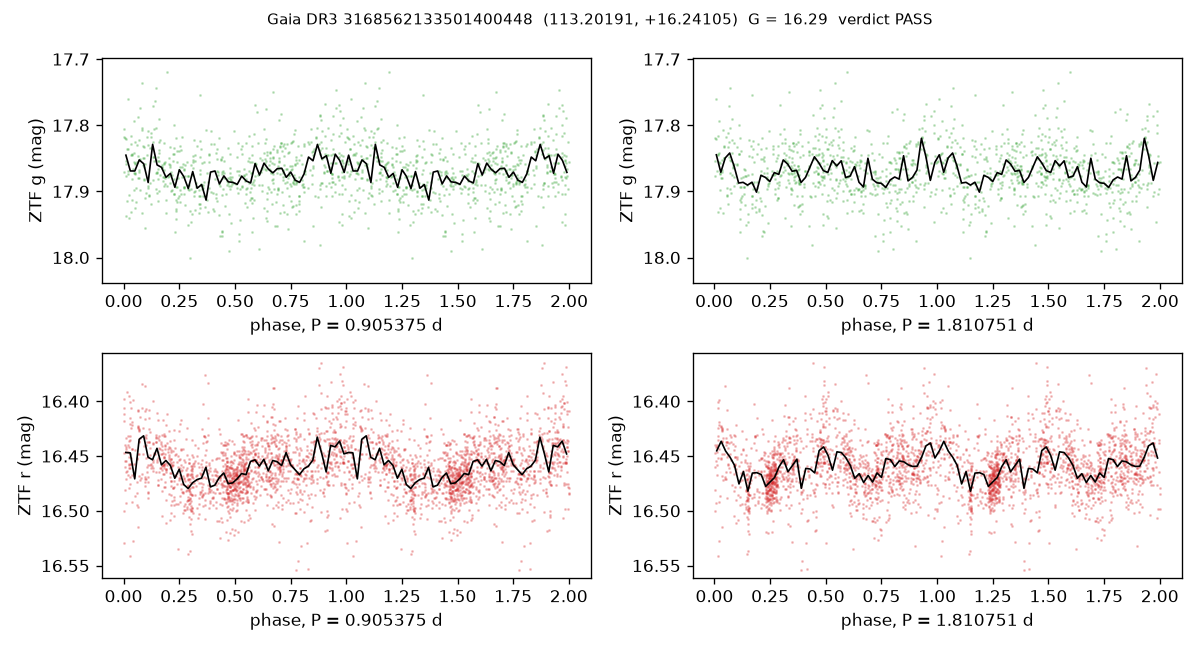 Gaia DR3 3168562133501400448 (113.20191, +16.24105) G = 16.29 verdict PASS
17.7
17.8
17.9
18.0
ZTF g (mag)
0.00 0.25 0.50 0.75 1.00 1.25 1.50 1.75 2.00
phase, P = 0.905375 d
17.7
17.8
17.9
18.0
ZTF g (mag)
0.00 0.25 0.50 0.75 1.00 1.25 1.50 1.75 2.00
phase, P = 1.810751 d
16.40
16.45
16.50
16.55
ZTF r (mag)
0.00 0.25 0.50 0.75 1.00 1.25 1.50 1.75 2.00
phase, P = 0.905375 d
16.40
16.45
16.50
16.55
ZTF r (mag)
0.00 0.25 0.50 0.75 1.00 1.25 1.50 1.75 2.00
phase, P = 1.810751 d